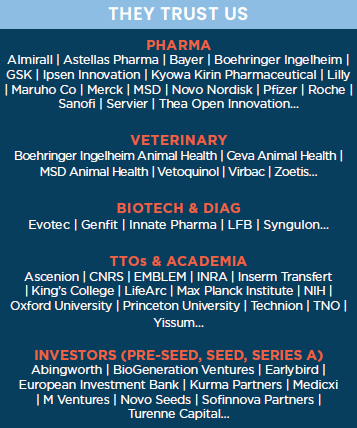 THEY TRUST US
PHARMA
Almirall | Astellas Pharma | Bayer | Boehringer Ingelheim |
GSK | Ipsen Innovation | Kyowa Kirin Pharmaceutical | Lilly
| Maruho Co | Merck | MSD | Novo Nordisk | Pfizer | Roche |
Sanofi | Servier | Thea Open Innovation...
VETERINARY
Boehringer Ingelheim Animal Health | Ceva Animal Health |
MSD Animal Health | Vetoquinol | Virbac | Zoetis...
BIOTECH & DIAG
Evotec | Genfit | Innate Pharma | LFB | Syngulon...
TTOs & ACADEMIA
Ascenion | CNRS | EMBLEM | INRA | Inserm Transfert
| King's College | LifeArc | Max Planck Institute | NIH |
Oxford University | Princeton University | Technion | TNO |
Yissum...
INVESTORS (PRE-SEED, SEED, SERIES A)
Abingworth | BioGeneration Ventures | Earlybird |
European Investment Bank | Kurma Partners | Medicxi
| M Ventures | Novo Seeds | Sofinnova Partners |
Turenne Capital...